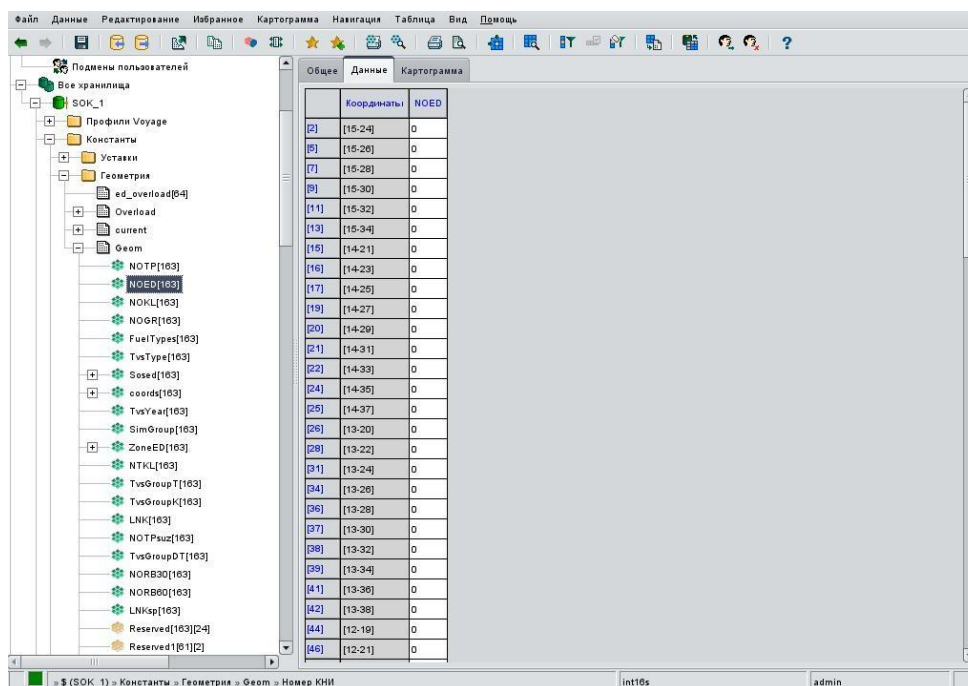 Файл Данные Редактирование Избранное Картограмма Навигация Таблица Вид Помощь
Подмены пользователей
Все хранилища
SOK_1
Профили Voyage
Константы
Уставки
Геометрия
ed_overload[64]
Overload
current
Geom
NOTP[163]
NOED[163]
NOKL[163]
NOGR[163]
FuelTypes[163]
TvsType[163]
Sosed[163]
coords[163]
TvsYear[163]
SimGroup[163]
ZoneED[163]
NTKL[163]
TvsGroupT[163]
TvsGroupK[163]
LNK[163]
NOTPsuz[163]
TvsGroupDT[163]
NORB30[163]
NORB60[163]
LNKsp[163]
Reserved[163][24]
Reserved1[61][2]
Общее Данные Картограмма
Координаты NOED
[2] [15-24] 0
[5] [15-26] 0
[7] [15-28] 0
[9] [15-30] 0
[11] [15-32] 0
[13] [15-34] 0
[15] [14-21] 0
[16] [14-23] 0
[17] [14-25] 0
[19] [14-27] 0
[20] [14-29] 0
[21] [14-31] 0
[22] [14-33] 0
[24] [14-35] 0
[25] [14-37] 0
[26] [13-20] 0
[28] [13-22] 0
[31] [13-24] 0
[34] [13-26] 0
[36] [13-28] 0
[37] [13-30] 0
[38] [13-32] 0
[39] [13-34] 0
[41] [13-36] 0
[42] [13-38] 0
[44] [12-19] 0
[46] [12-21] 0
» $ (SOK_1) » Константы » Геометрия » Geom » Номер КНИ int16s admin